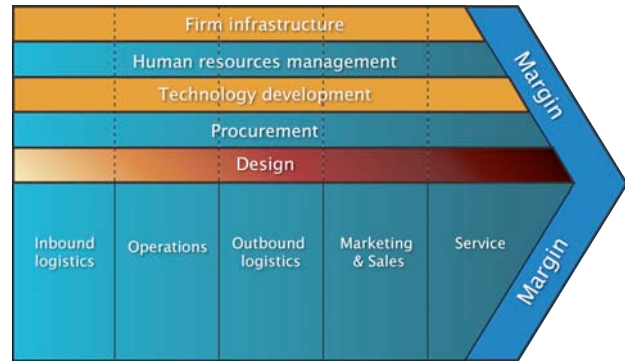 Firm infrastructure
Human resources management
Technology development
Procurement
Design
Margin
Inbound
logistics
Operations
Outbound
logistics
Marketing
& Sales
Service
Margin